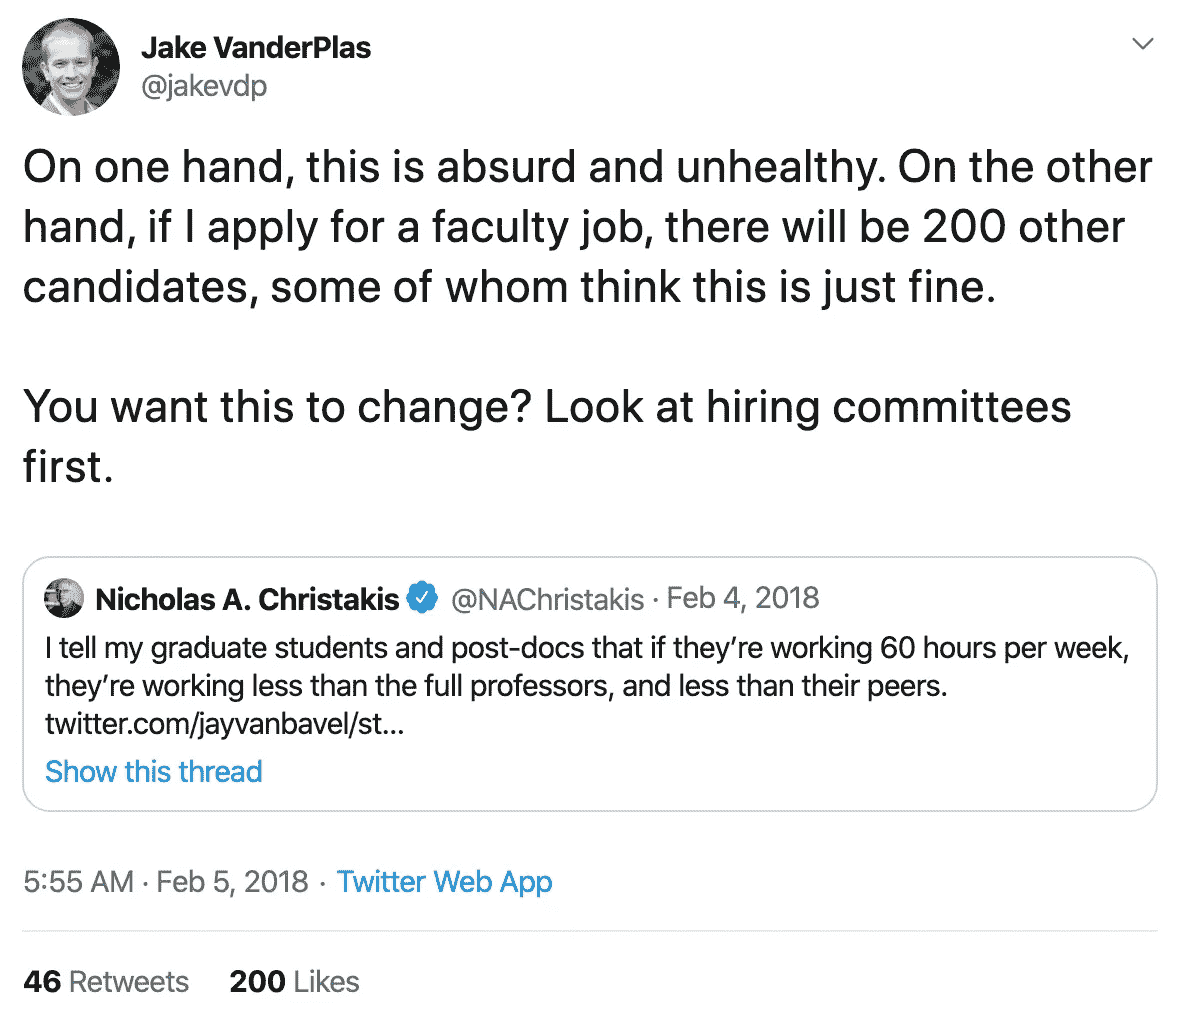 Jake VanderPlas
@jakevdp
On one hand, this is absurd and unhealthy. On the other
hand, if I apply for a faculty job, there will be 200 other
candidates, some of whom think this is just fine.
You want this to change? Look at hiring committees
first.
Nicholas A. Christakis @NAChristakis · Feb 4, 2018
I tell my graduate students and post-docs that if they’re working 60 hours per week,
they’re working less than the full professors, and less than their peers.
twitter.com/jayvanbavel/st...
Show this thread
5:55 AM · Feb 5, 2018 · Twitter Web App
46 Retweets 200 Likes